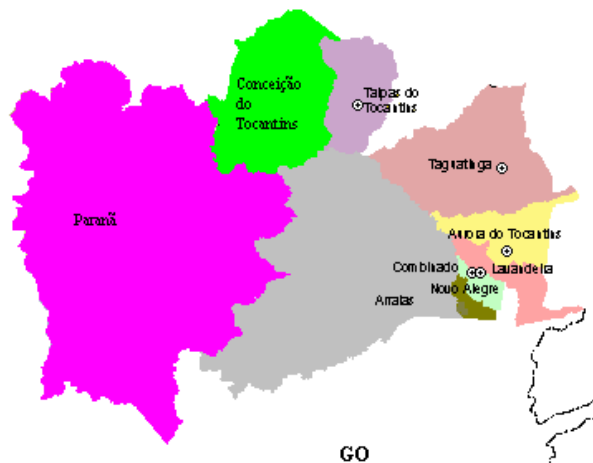 Conceição
do
Tocantins
Taipas do
Tocantins
Taguatinga
Paranã
Aurora do Tocantins
Combinado
Lavandeira
Novo Alegre
Arraias
GO